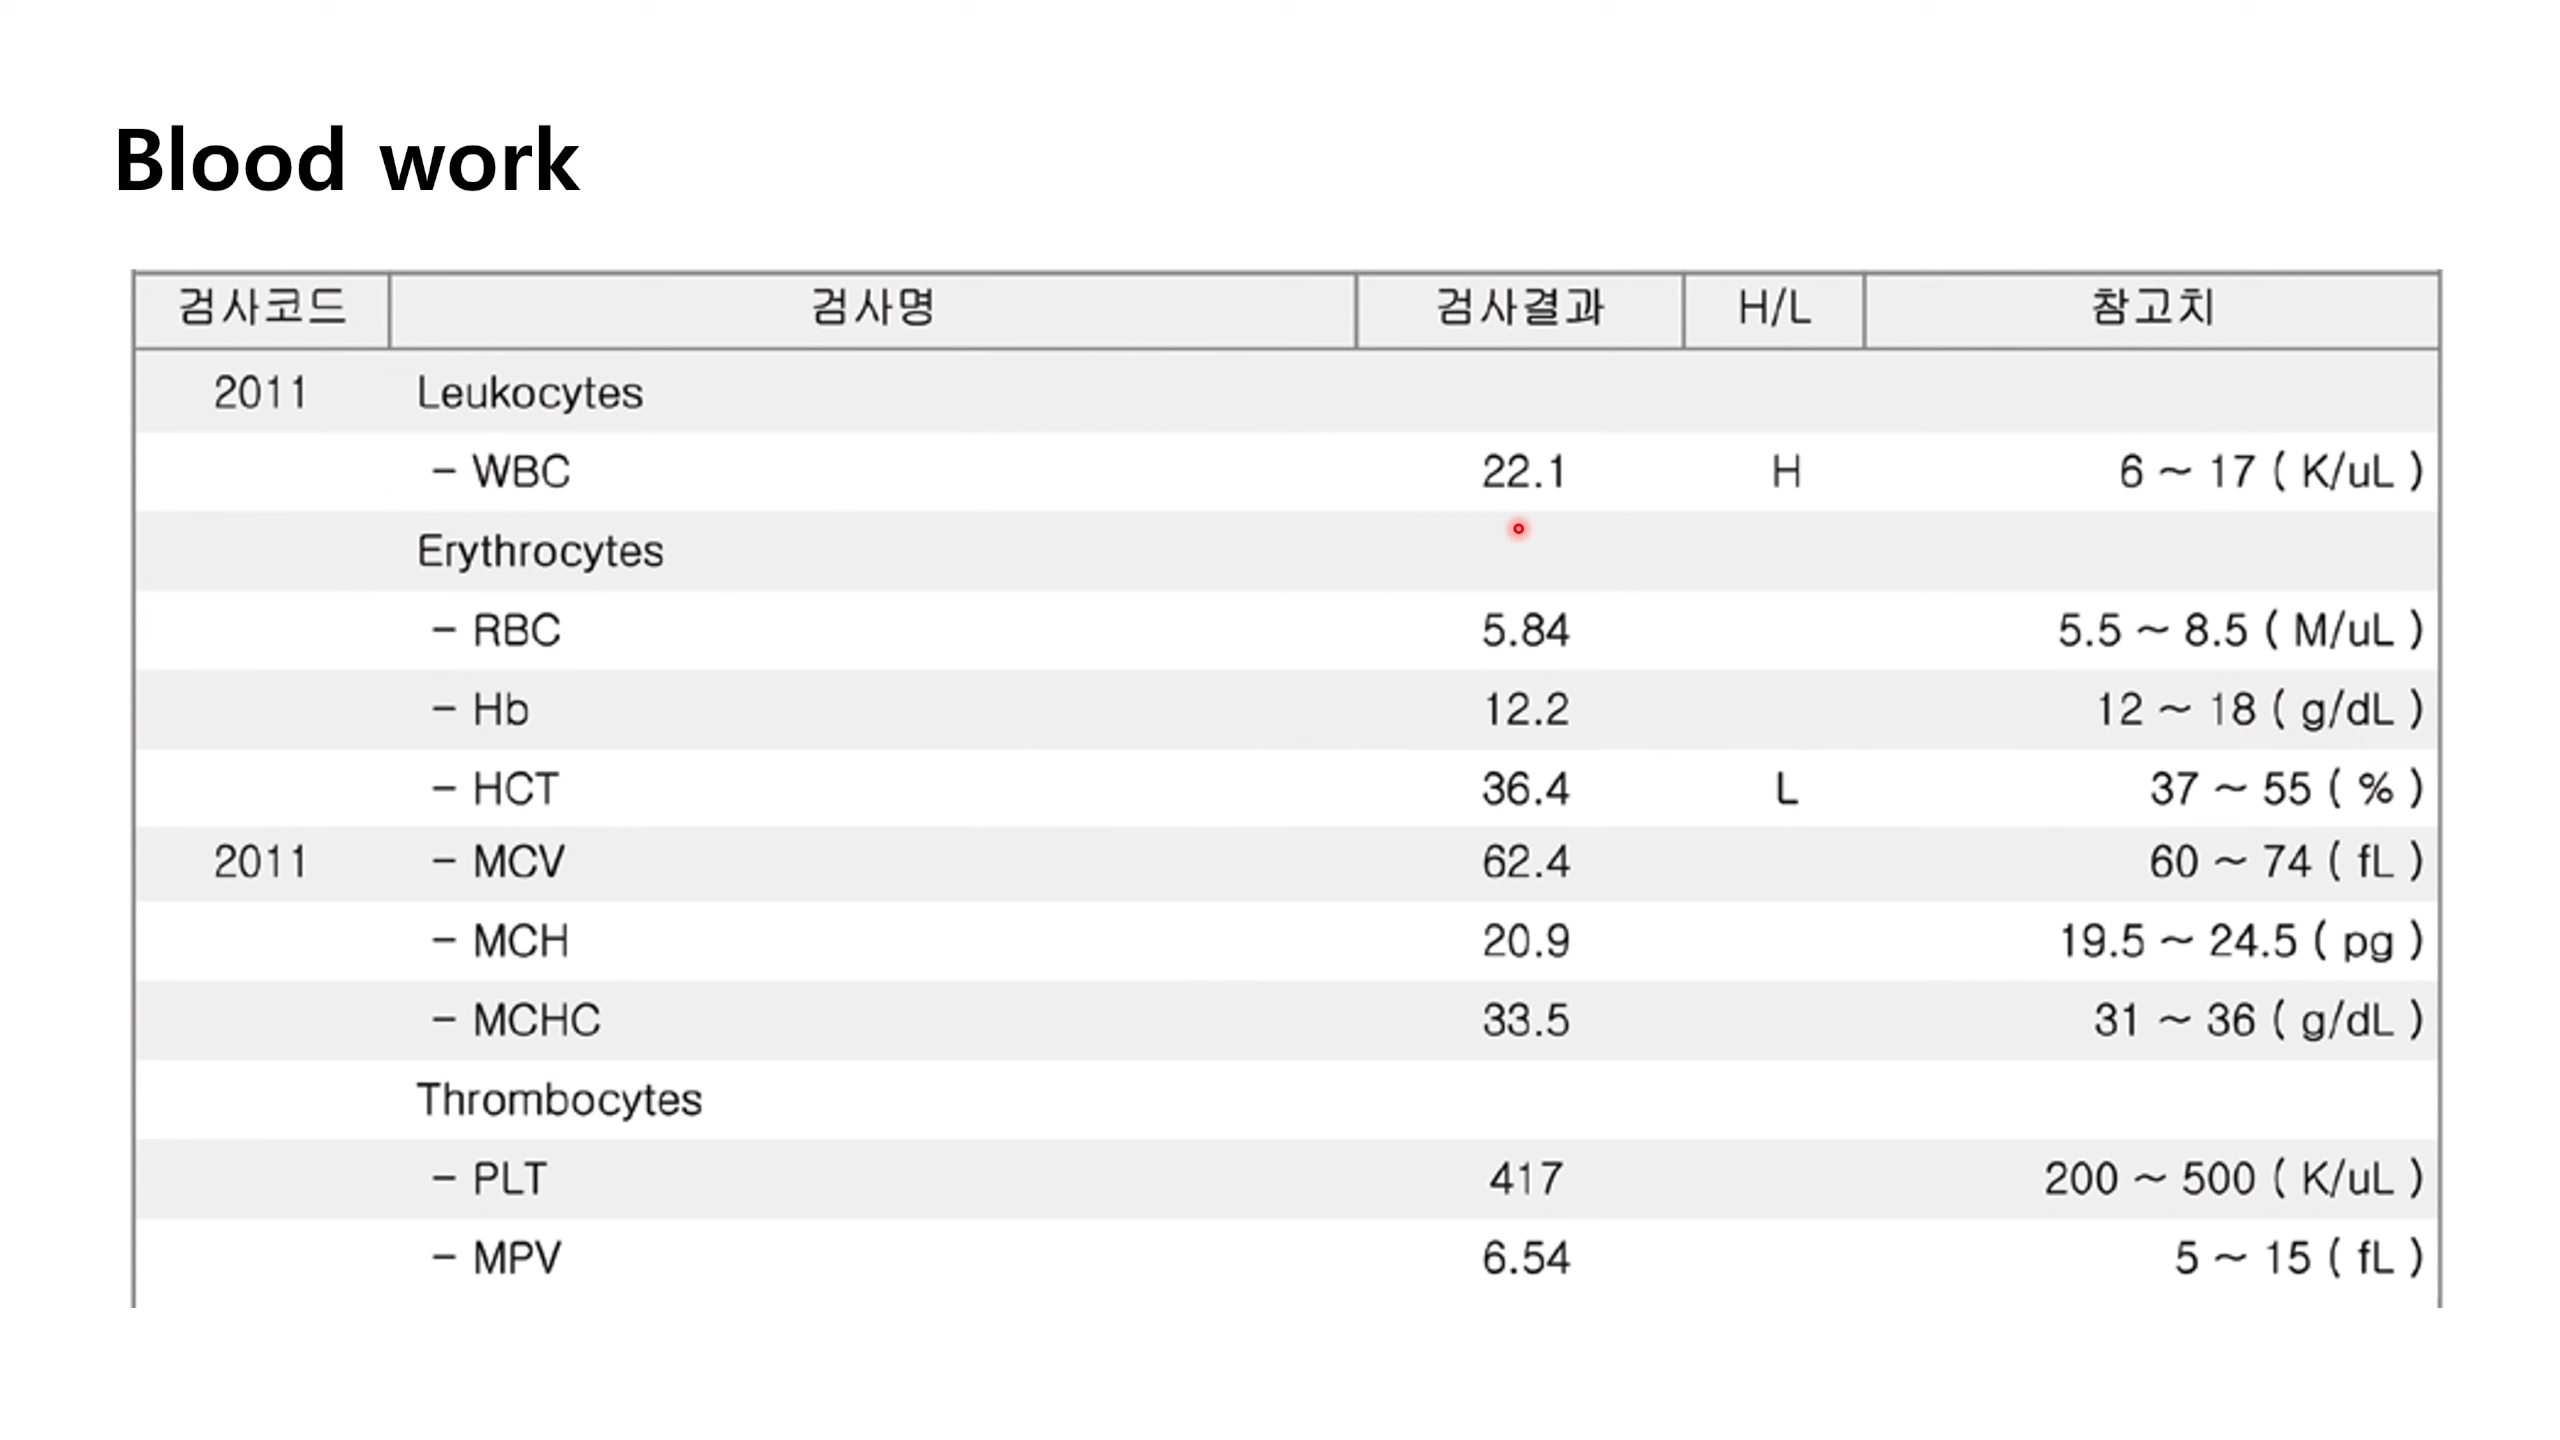 Blood work
검사코드 검사명 검사결과 H/L 참고치
2011 Leukocytes
- WBC 22.1 H 6 ~ 17 ( K/uL )
Erythrocytes
- RBC 5.84 5.5 ~ 8.5 ( M/uL )
- Hb 12.2 12 ~ 18 ( g/dL )
- HCT 36.4 L 37 ~ 55 ( % )
2011 - MCV 62.4 60 ~ 74 ( fL )
- MCH 20.9 19.5 ~ 24.5 ( pg )
- MCHC 33.5 31 ~ 36 ( g/dL )
Thrombocytes
- PLT 417 200 ~ 500 ( K/uL )
- MPV 6.54 5 ~ 15 ( fL )